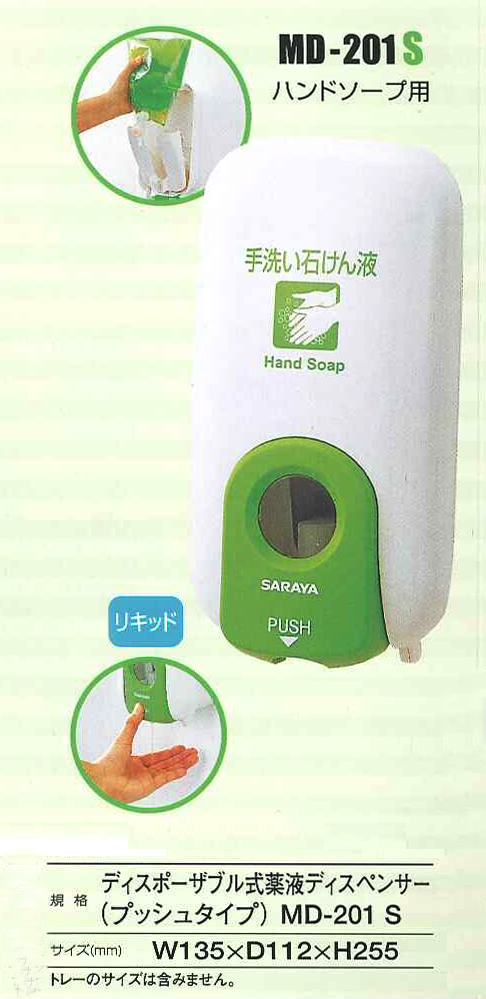 MD-201 S
ハンドソープ用
手洗い石けん液
Hand Soap
SARAYA
PUSH
リキッド
規格 ディスポーザブル式薬液ディスペンサー
（プッシュタイプ）MD-201 S
サイズ(mm) W135×D112×H255
トレーのサイズは含みません。